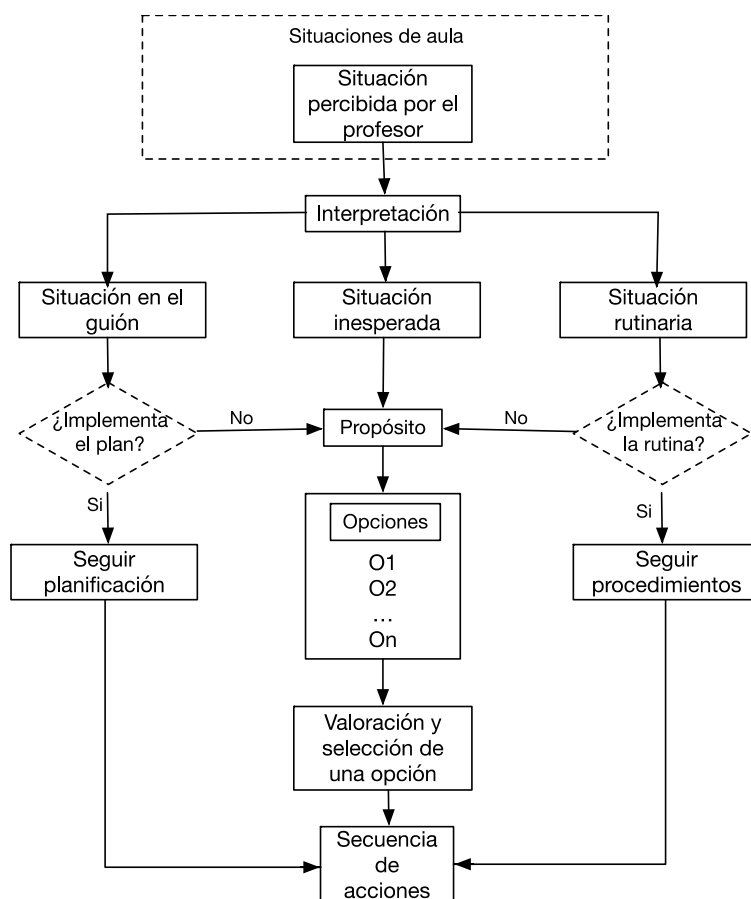 Situaciones de aula
Situación
percibida por el
profesor
Interpretación
Situación en el
guión
Situación
inesperada
Situación
rutinaria
¿Implementa
el plan?
No
Propósito
No
¿Implementa
la rutina?
Si
Opciones
O1
O2
...
On
Si
Seguir
planificación
Seguir
procedimientos
Valoración y
selección de
una opción
Secuencia
de
acciones